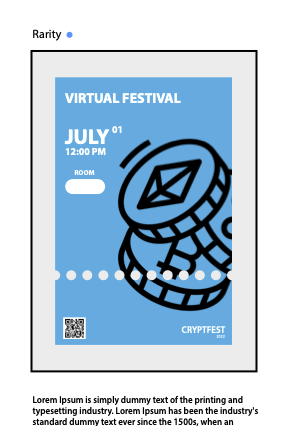 Rarity
VIRTUAL FESTIVAL
JULY 01
12:00 PM
ROOM
CRYPTFEST
2022
Lorem Ipsum is simply dummy text of the printing and
typesetting industry. Lorem Ipsum has been the industry's
standard dummy text ever since the 1500s, when an